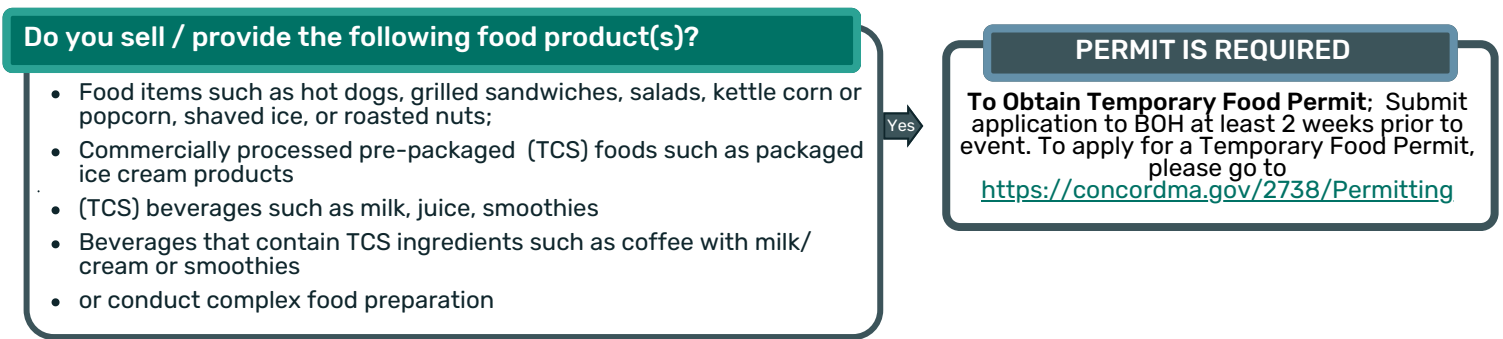 Do you sell / provide the following food product(s)?
• Food items such as hot dogs, grilled sandwiches, salads, kettle corn or
popcorn, shaved ice, or roasted nuts;
• Commercially processed pre-packaged (TCS) foods such as packaged
ice cream products
• (TCS) beverages such as milk, juice, smoothies
• Beverages that contain TCS ingredients such as coffee with milk/
cream or smoothies
• or conduct complex food preparation
Yes
PERMIT IS REQUIRED
To Obtain Temporary Food Permit; Submit
application to BOH at least 2 weeks prior to
event. To apply for a Temporary Food Permit,
please go to
https://concordma.gov/2738/Permitting